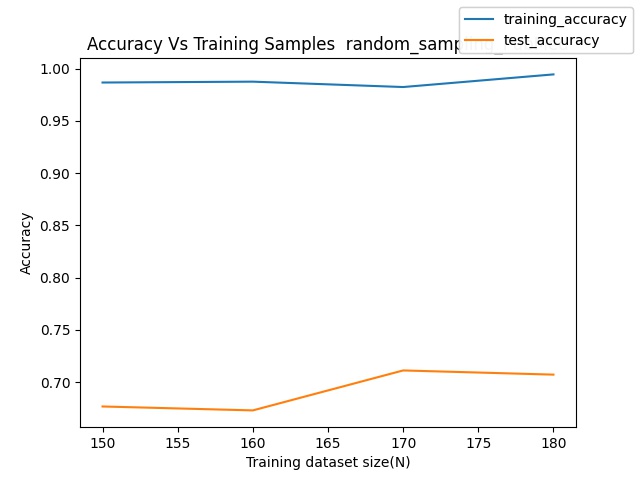 training_accuracy
test_accuracy
Accuracy Vs Training Samples random_sampling_
1.00
0.95
0.90
0.85
0.80
0.75
0.70
Accuracy
150 155 160 165 170 175 180
Training dataset size(N)